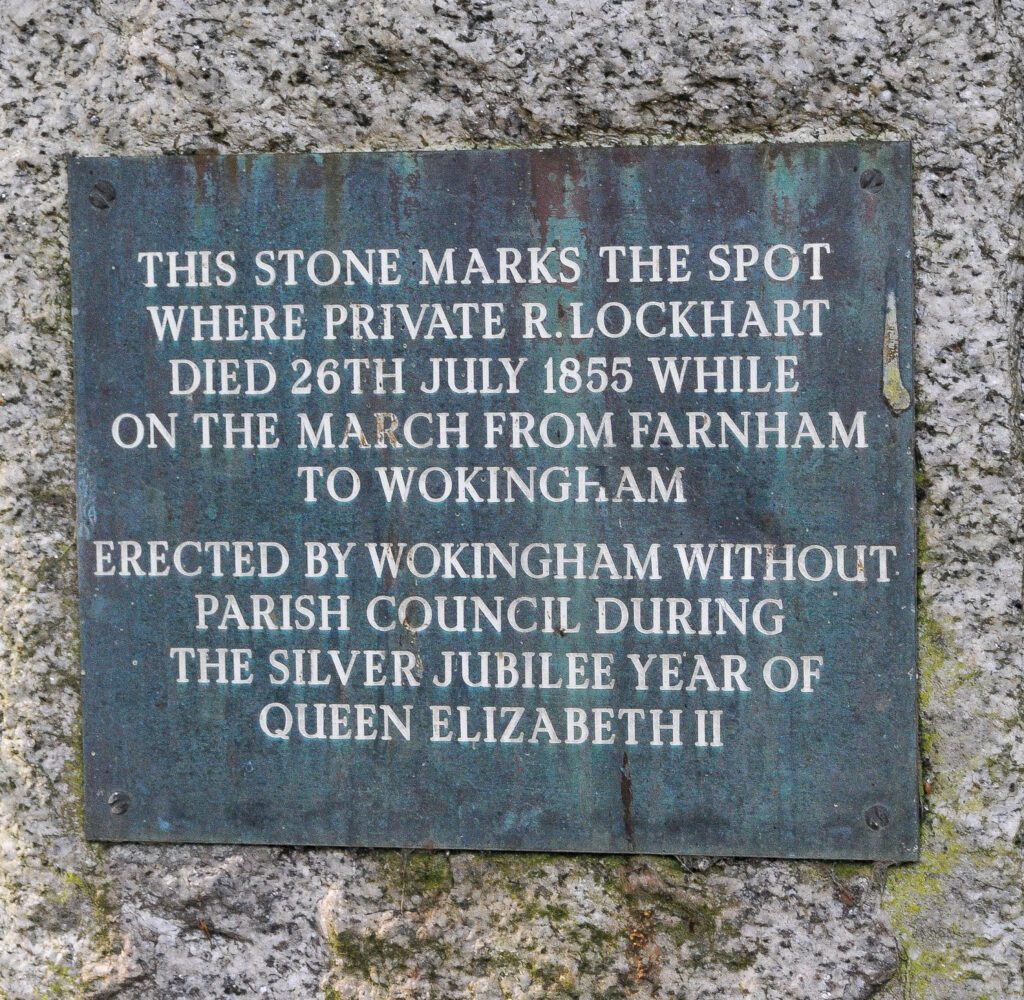 THIS STONE MARKS THE SPOT
WHERE PRIVATE R. LOCKHART
DIED 26TH JULY 1855 WHILE
ON THE MARCH FROM FARNHAM
TO WOKINGHAM
ERECTED BY WOKINGHAM WITHOUT
PARISH COUNCIL DURING
THE SILVER JUBILEE YEAR OF
QUEEN ELIZABETH II